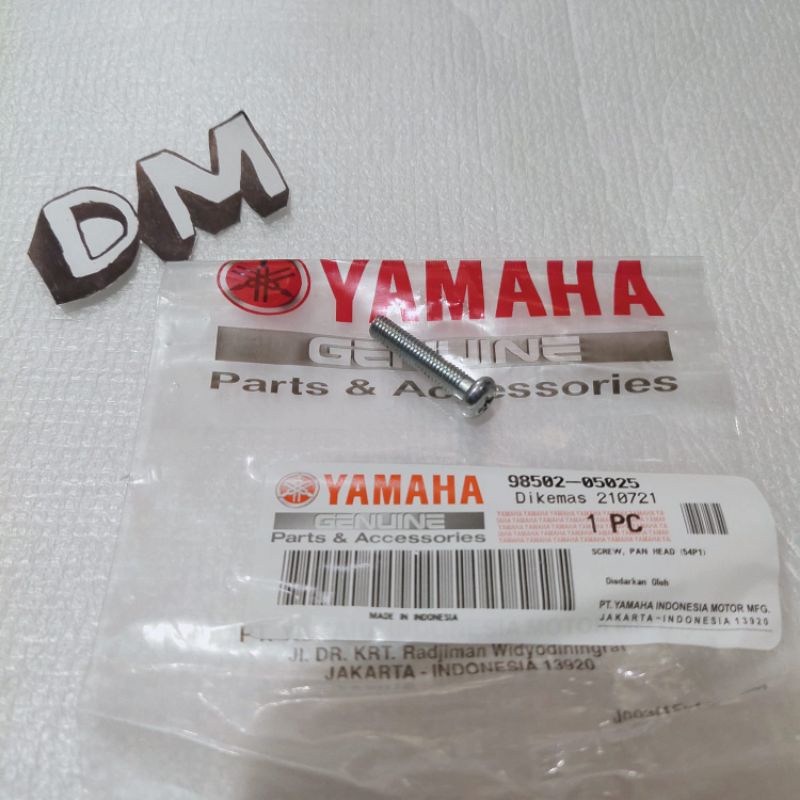 DM
YAMAHA
GENUINE
Parts & Accessories
YAMAHA
GENUINE
Parts & Accessories
MADE IN INDONESIA
98502-05025
Dikemas 210721
1 PC
SCREW, PAN HEAD (54P1)
Diedarkan Oleh
PT. YAMAHA INDONESIA MOTOR MFG.
JAKARTA-INDONESIA 13920
Jl. DR. KRT. Radjiman Widyodiningrat
JAKARTA - INDONESIA 13920